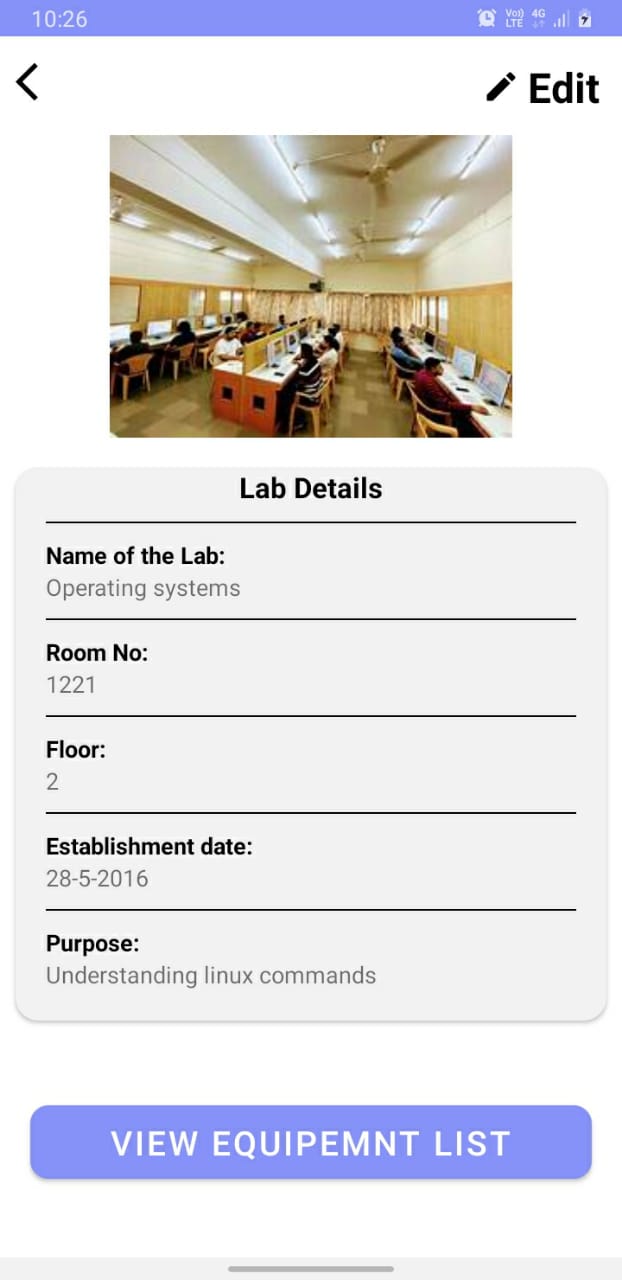 10:26
Vo)) 4G
LTE
Edit
Lab Details
Name of the Lab:
Operating systems
Room No:
1221
Floor:
2
Establishment date:
28-5-2016
Purpose:
Understanding linux commands
VIEW EQUIPEMNT LIST